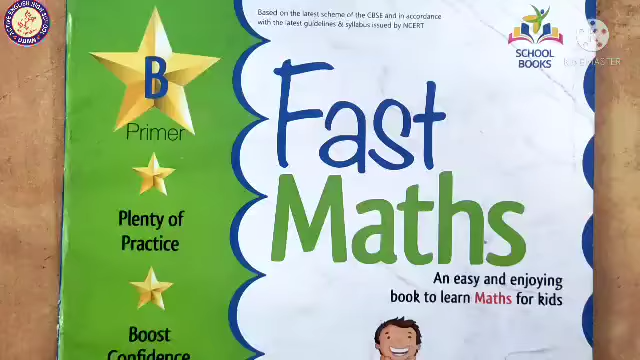 Based on the latest scheme of the CBSE and in accordance
with the latest guidelines & syllabus issued by NCERT
SCHOOL
BOOKS
B
Primer
Fast
Maths
Plenty of
Practice
An easy and enjoying
book to learn Maths for kids
Boost
Confidence